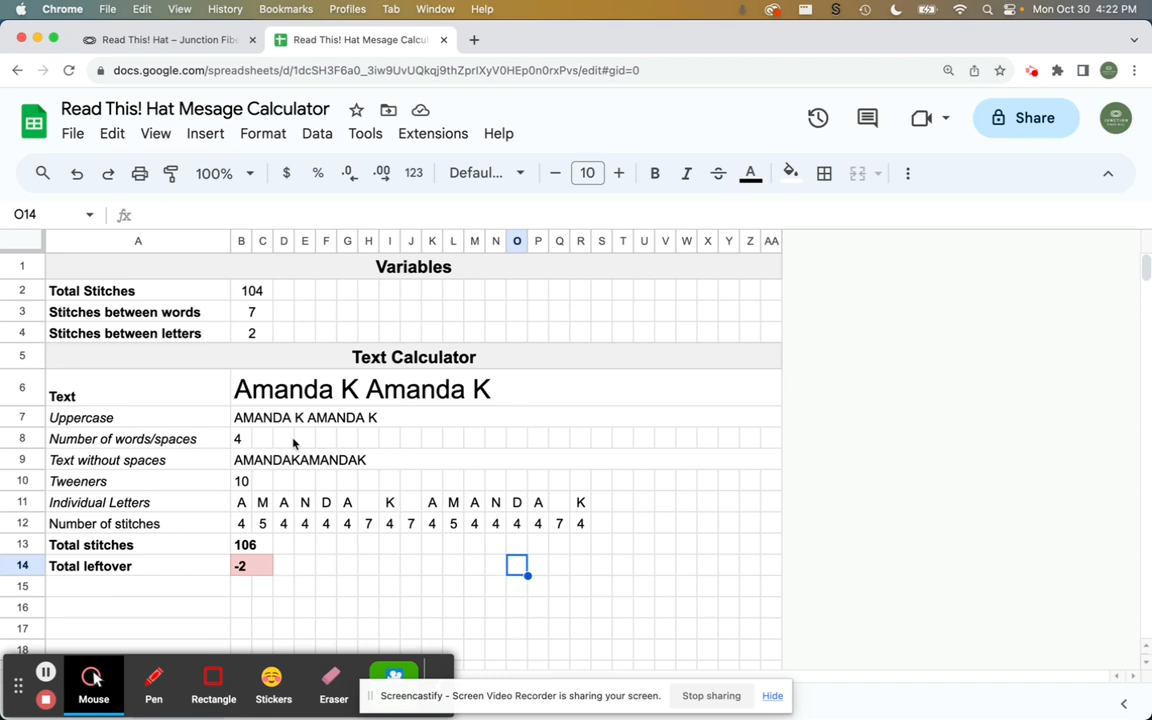 Chrome File Edit View History Bookmarks Profiles Tab Window Help Mon Oct 30 4:22 PM
Read This! Hat – Junction Fibe Read This! Hat Mesage Calcul
docs.google.com/spreadsheets/d/1dcSH3F6a0_3iw9UvUQkqj9thZprIXyV0HEp0n0rxPvs/edit#gid=0
Read This! Hat Mesage Calculator
File Edit View Insert Format Data Tools Extensions Help
Share
100% $ % .0 .00 123 Defaul... 10 B I S A
O14 fx
A B C D E F G H I J K L M N O P Q R S T U V W X Y Z AA
1 Variables
2 Total Stitches 104
3 Stitches between words 7
4 Stitches between letters 2
5 Text Calculator
6 Text Amanda K Amanda K
7 Uppercase AMANDA K AMANDA K
8 Number of words/spaces 4
9 Text without spaces AMANDAKAMANDAK
10 Tweeners 10
11 Individual Letters A M A N D A K A M A N D A K
12 Number of stitches 4 5 4 4 4 4 7 4 7 4 5 4 4 4 4 7 4
13 Total stitches 106
14 Total leftover -2
15
16
17
18
Mouse Pen Rectangle Stickers Eraser
Screencastify - Screen Video Recorder is sharing your screen. Stop sharing Hide